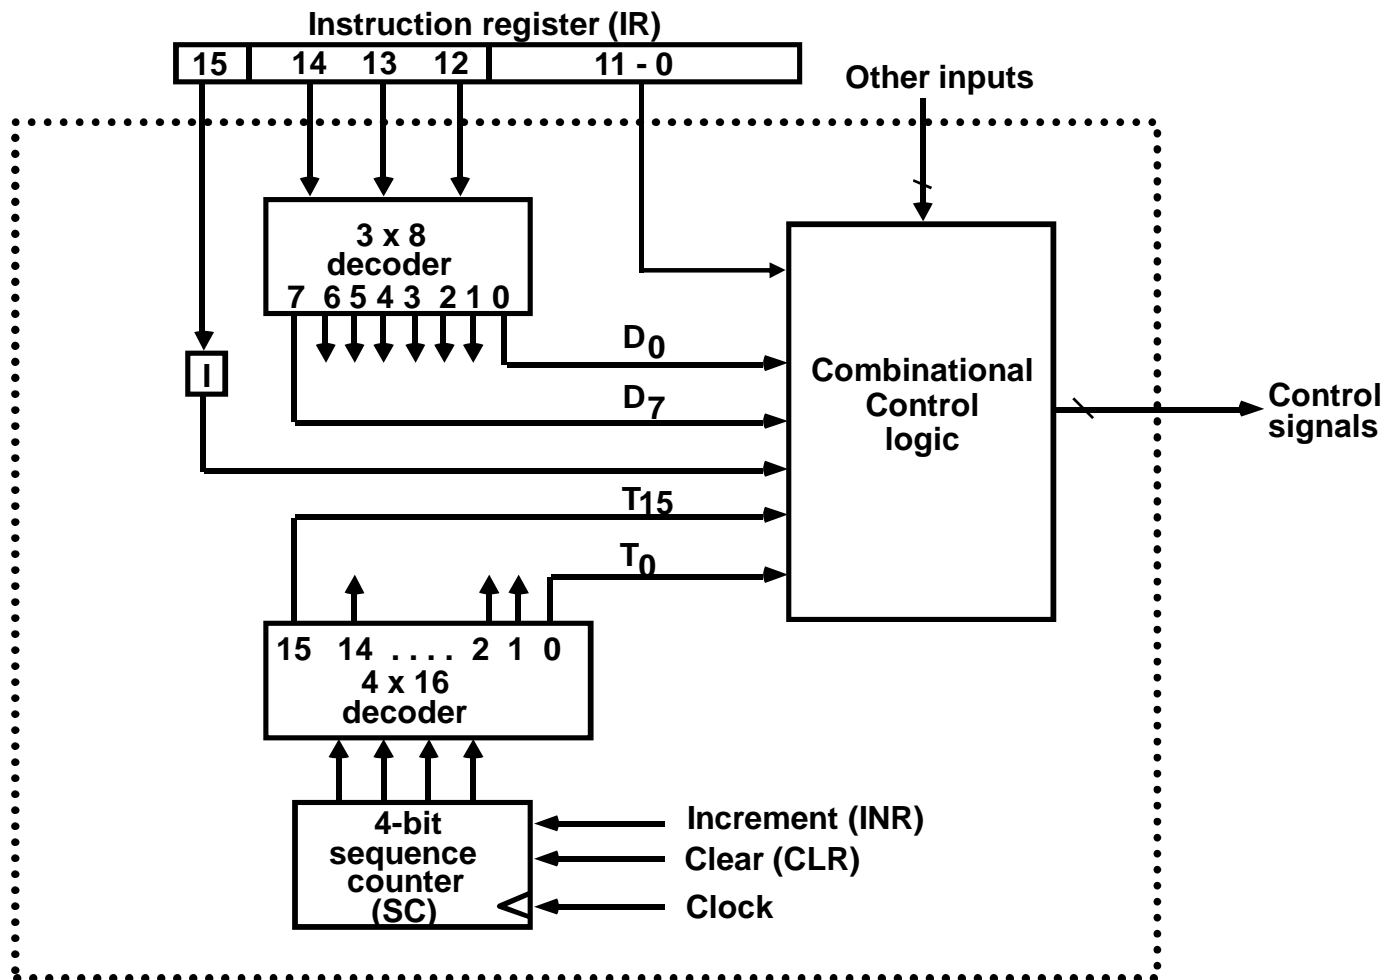 Instruction register (IR)
15 14 13 12 11 - 0
Other inputs
3 x 8
decoder
7 6 5 4 3 2 1 0
D0
I
D7
Combinational
Control
logic
Control
signals
T15
T0
15 14 . . . . 2 1 0
4 x 16
decoder
4-bit
sequence
counter
(SC)
Increment (INR)
Clear (CLR)
Clock